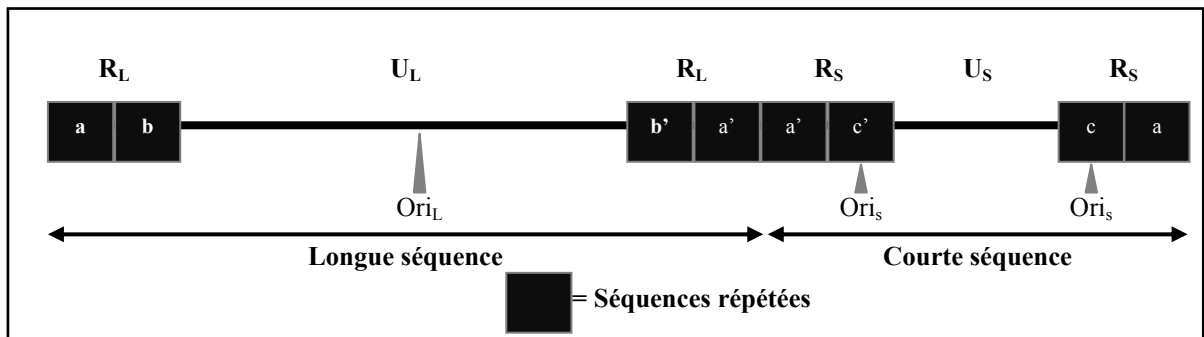 R_L U_L R_L R_S U_S R_S
a b b’ a’ a’ c’ c a
Ori_L Ori_s Ori_s
Longue séquence Courte séquence
= Séquences répétées